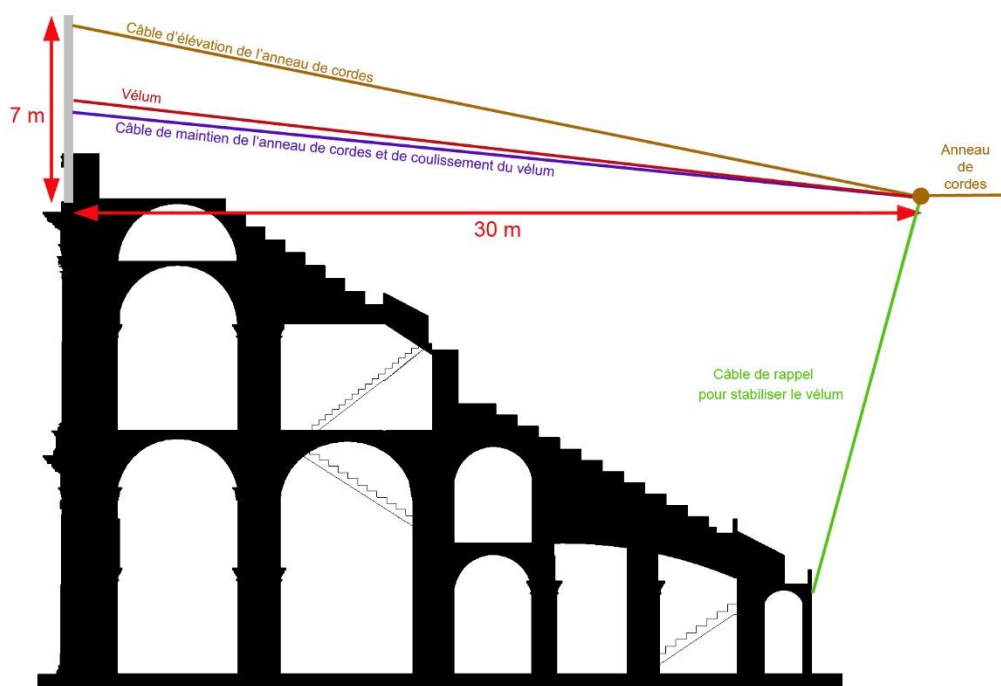 Câble d'élévation de l'anneau de cordes
7 m
Vélum
Câble de maintien de l'anneau de cordes et de coulissement du vélum
Anneau
de
cordes
30 m
Câble de rappel
pour stabiliser le vélum